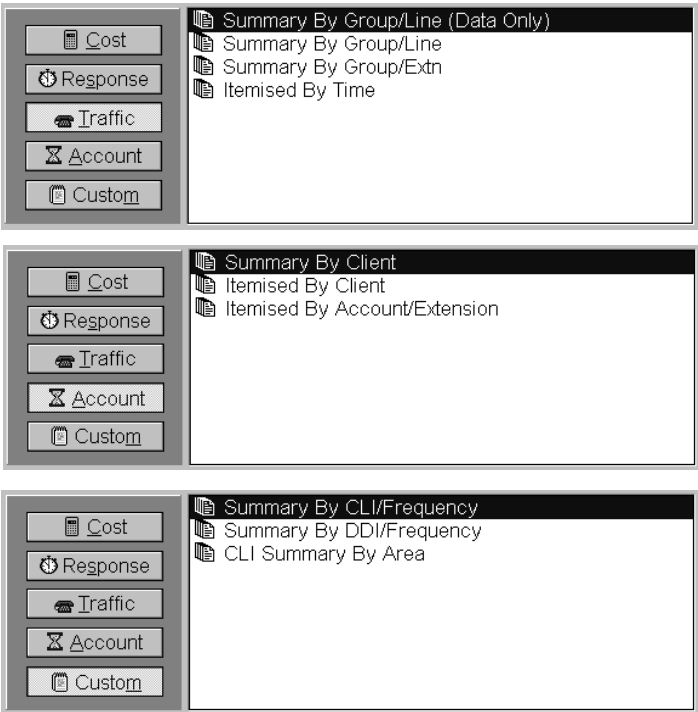 Cost
Response
Traffic
Account
Custom
Summary By Group/Line (Data Only)
Summary By Group/Line
Summary By Group/Extn
Itemised By Time
Cost
Response
Traffic
Account
Custom
Summary By Client
Itemised By Client
Itemised By Account/Extension
Cost
Response
Traffic
Account
Custom
Summary By CLI/Frequency
Summary By DDI/Frequency
CLI Summary By Area